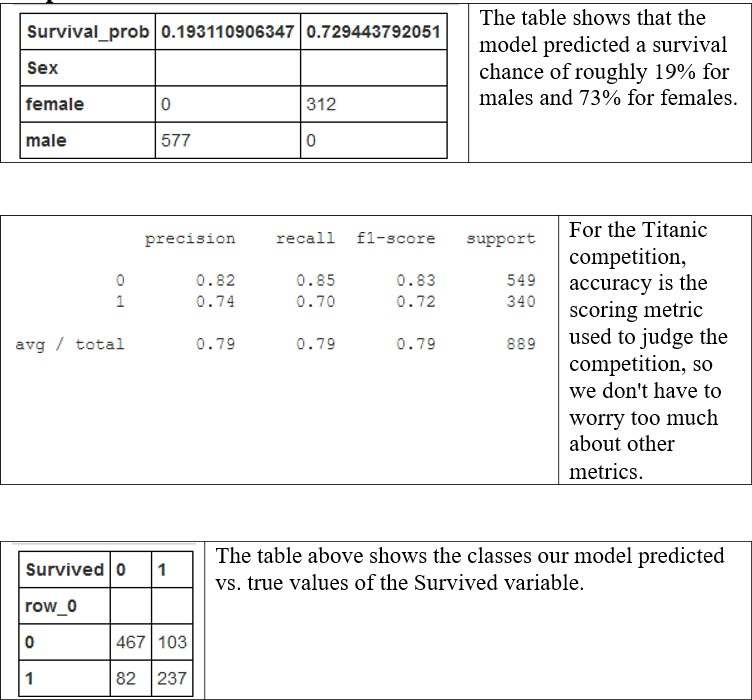 Survival_prob 0.193110906347 0.729443792051
Sex
female 0 312
male 577 0
The table shows that the
model predicted a survival
chance of roughly 19% for
males and 73% for females.
precision recall f1-score support
0 0.82 0.85 0.83 549
1 0.74 0.70 0.72 340
avg / total 0.79 0.79 0.79 889
For the Titanic
competition,
accuracy is the
scoring metric
used to judge the
competition, so
we don't have to
worry too much
about other
metrics.
Survived 0 1
row_0
0 467 103
1 82 237
The table above shows the classes our model predicted
vs. true values of the Survived variable.